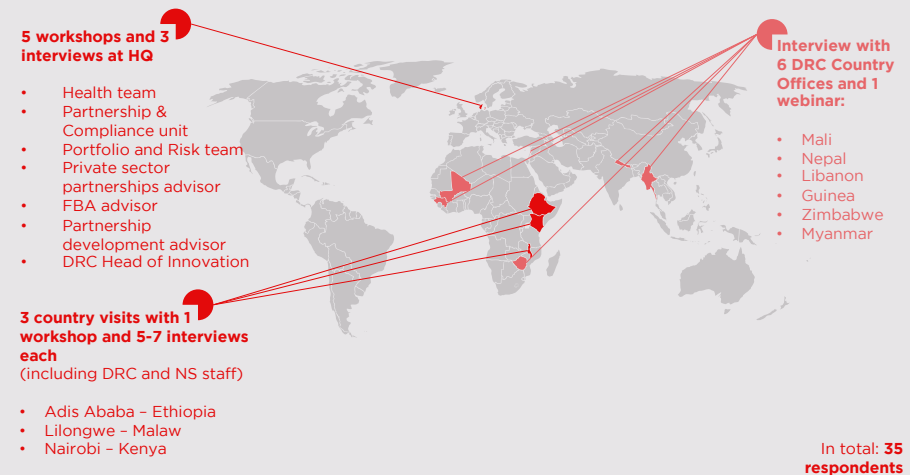 5 workshops and 3
interviews at HQ
• Health team
• Partnership &
Compliance unit
• Portfolio and Risk team
• Private sector
partnerships advisor
• FBA advisor
• Partnership
development advisor
• DRC Head of Innovation
3 country visits with 1
workshop and 5-7 interviews
each
(including DRC and NS staff)
• Adis Ababa – Ethiopia
• Lilongwe – Malaw
• Nairobi – Kenya
Interview with
6 DRC Country
Offices and 1
webinar:
• Mali
• Nepal
• Libanon
• Guinea
• Zimbabwe
• Myanmar
In total: 35
respondents